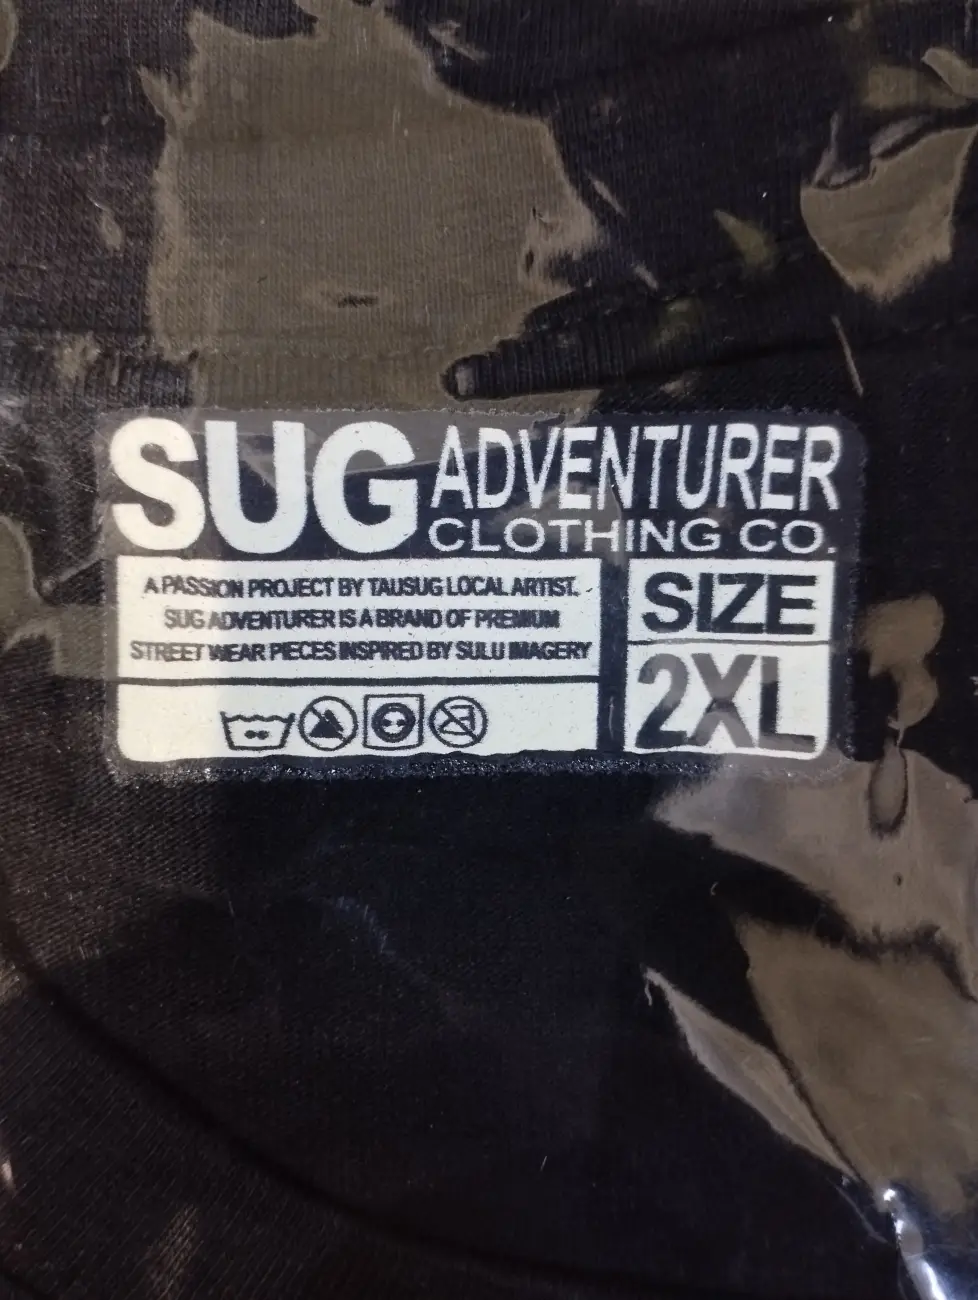 SUG ADVENTURER
CLOTHING CO.
A PASSION PROJECT BY TAUSUG LOCAL ARTIST.
SUG ADVENTURER IS A BRAND OF PREMIUM
STREET WEAR PIECES INSPIRED BY SULU IMAGERY
SIZE
2XL